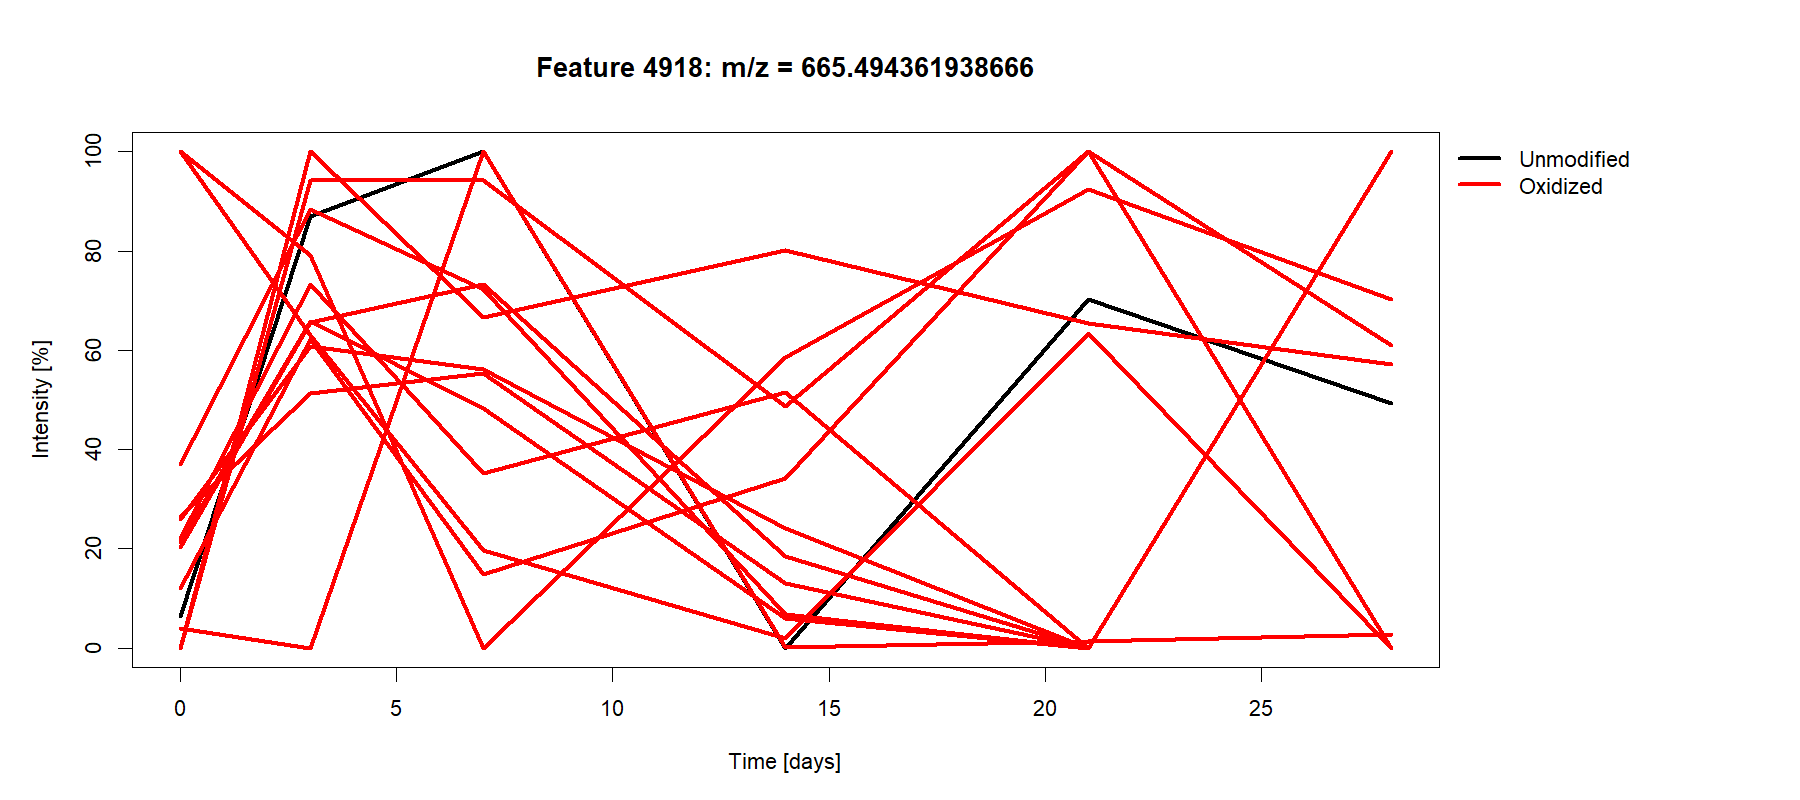 Feature 4918: m/z = 665.494361938666
Unmodified
Oxidized
Intensity [%]
100
80
60
40
20
0
0 5 10 15 20 25
Time [days]